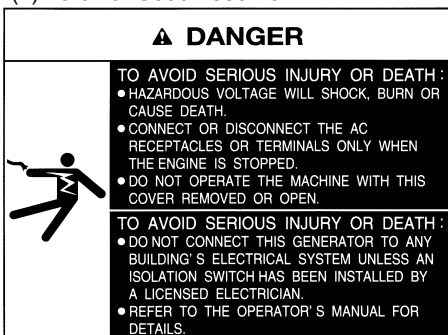 DANGER
TO AVOID SERIOUS INJURY OR DEATH :
● HAZARDOUS VOLTAGE WILL SHOCK, BURN OR
CAUSE DEATH.
● CONNECT OR DISCONNECT THE AC
RECEPTACLES OR TERMINALS ONLY WHEN
THE ENGINE IS STOPPED.
● DO NOT OPERATE THE MACHINE WITH THIS
COVER REMOVED OR OPEN.
TO AVOID SERIOUS INJURY OR DEATH :
● DO NOT CONNECT THIS GENERATOR TO ANY
BUILDING'S ELECTRICAL SYSTEM UNLESS AN
ISOLATION SWITCH HAS BEEN INSTALLED BY
A LICENSED ELECTRICIAN.
● REFER TO THE OPERATOR'S MANUAL FOR
DETAILS.